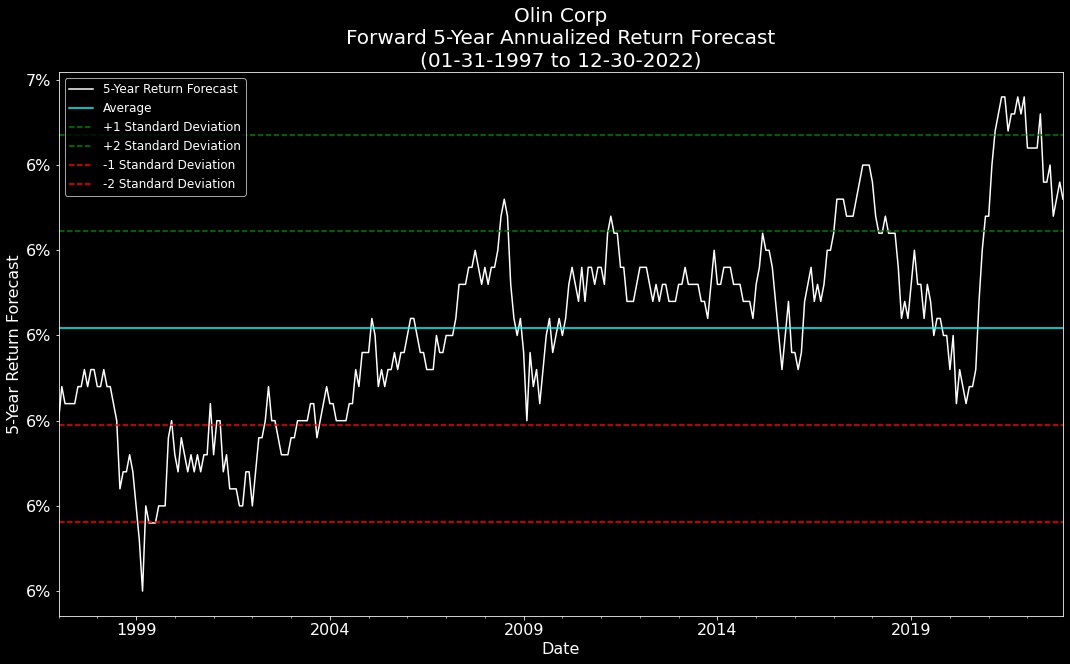 Olin Corp
Forward 5-Year Annualized Return Forecast
(01-31-1997 to 12-30-2022)
7%
6%
6%
6%
6%
6%
6%
5-Year Return Forecast
5-Year Return Forecast
Average
+1 Standard Deviation
+2 Standard Deviation
-1 Standard Deviation
-2 Standard Deviation
1999
2004
2009
2014
2019
Date